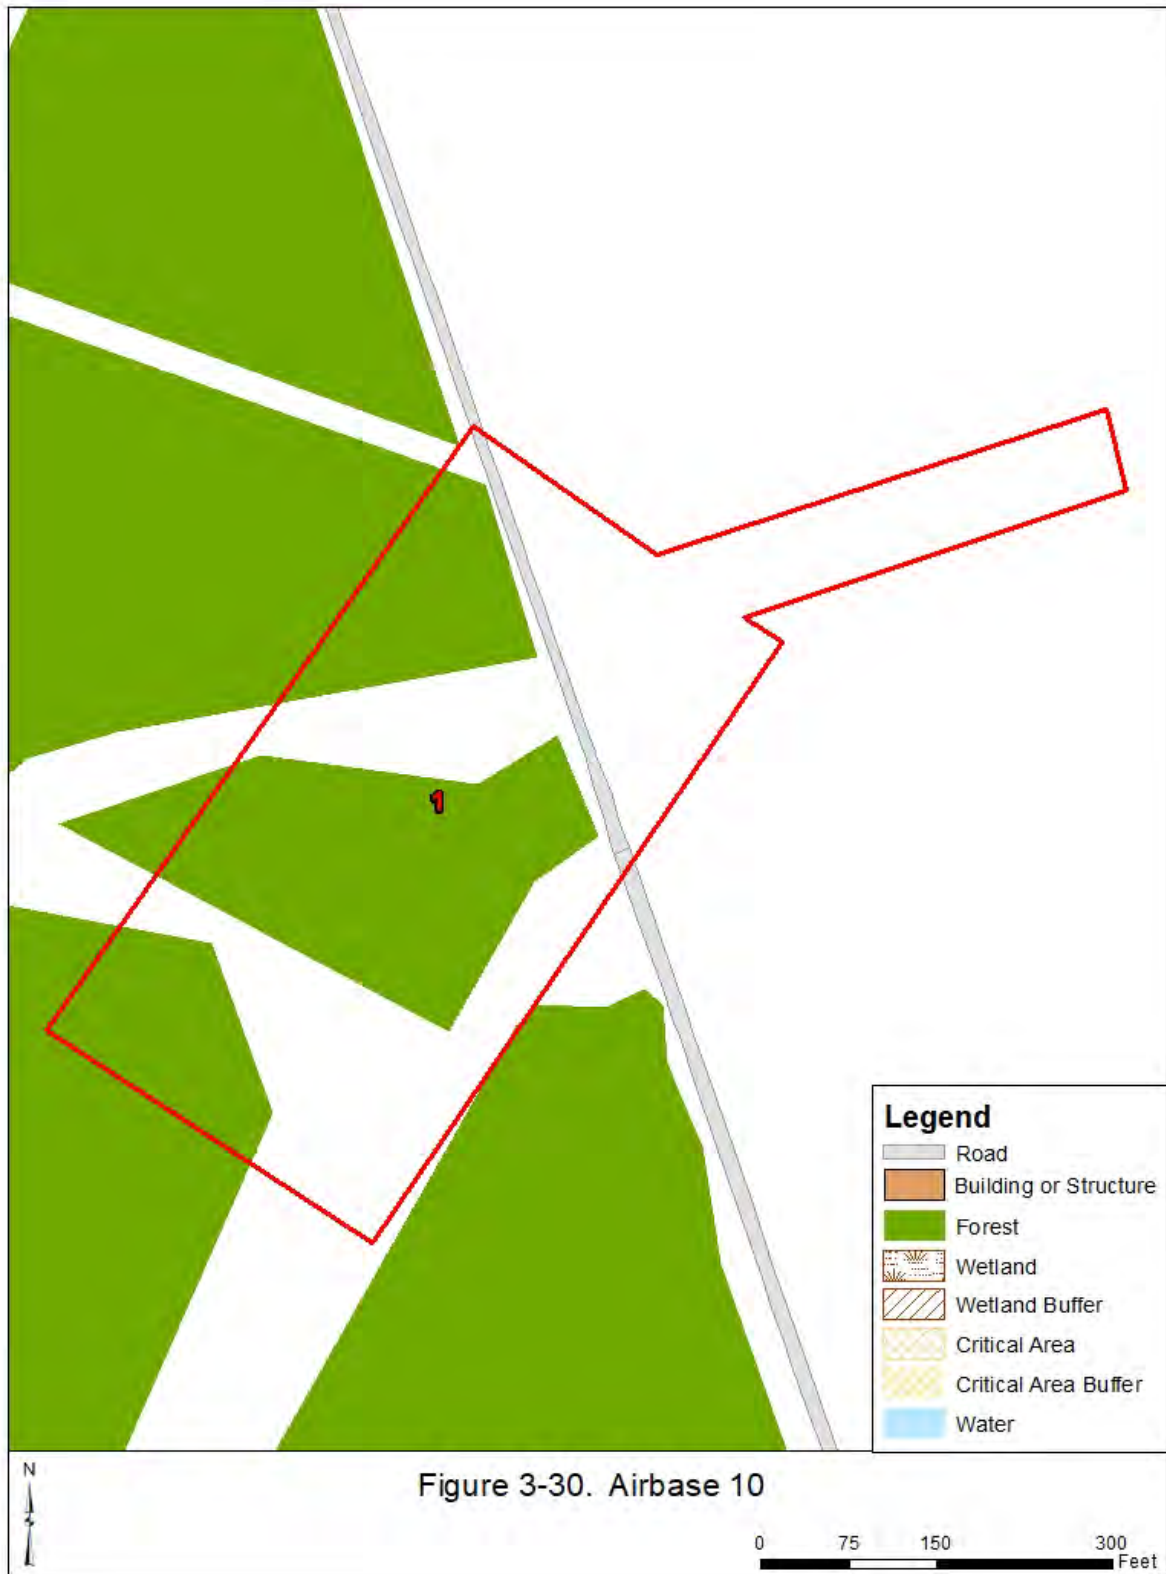 1
Legend
Road
Building or Structure
Forest
Wetland
Wetland Buffer
Critical Area
Critical Area Buffer
Water
N
Figure 3-30. Airbase 10
0 75 150 300
Feet